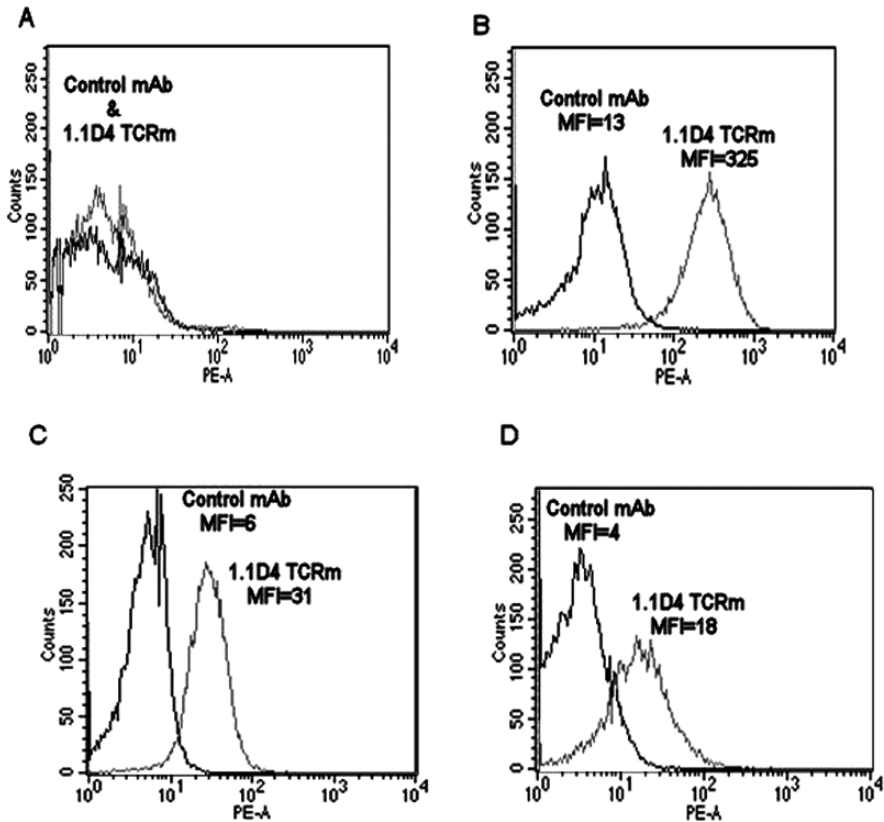 A
Control mAb
&
1.1D4 TCRm
Counts
250
200
150
100
50
0
10^0 10^1 10^2 10^3 10^4
PE-A
B
Control mAb
MFI=13
1.1D4 TCRm
MFI=325
Counts
250
200
150
100
50
0
10^0 10^1 10^2 10^3 10^4
PE-A
C
Control mAb
MFI=6
1.1D4 TCRm
MFI=31
Counts
250
200
150
100
50
0
10^0 10^1 10^2 10^3 10^4
PE-A
D
Control mAb
MFI=4
1.1D4 TCRm
MFI=18
Counts
250
200
150
100
50
0
10^0 10^1 10^2 10^3 10^4
PE-A